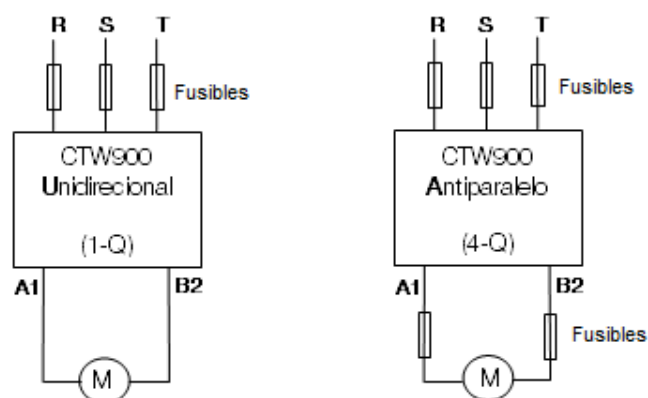 R S T
Fusibles
CTW900
Unidirecional
(1-Q)
A1 B2
M
R S T
Fusibles
CTW900
Antiparalelo
(4-Q)
A1 B2
Fusibles
M